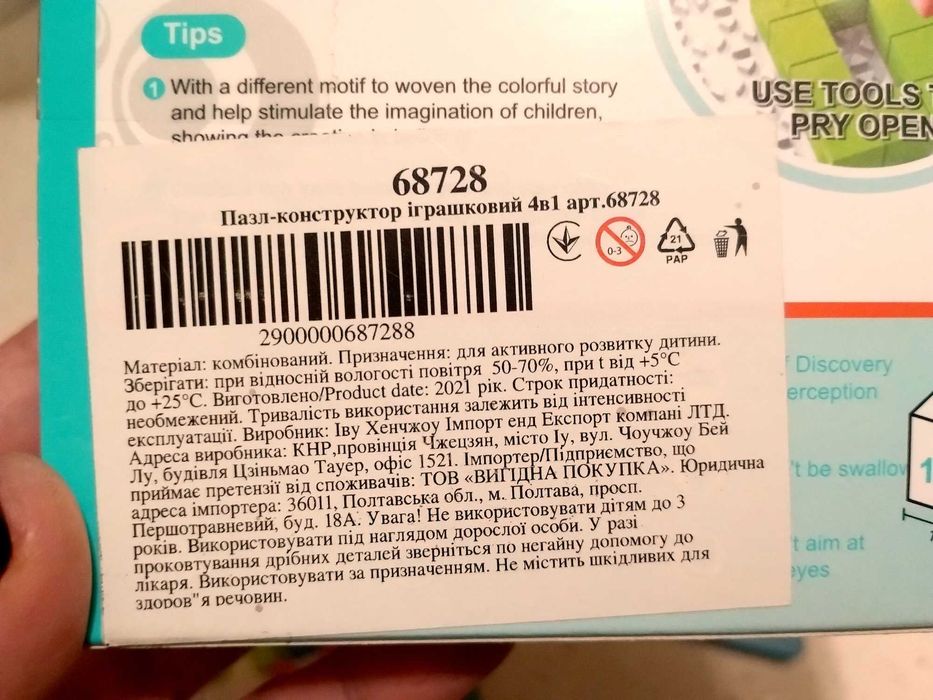 Tips
1 With a different motif to woven the colorful story
and help stimulate the imagination of children,
showing the
USE TOOLS
PRY OPEN
68728
Пазл-конструктор іграшковий 4в1 арт.68728
0-3
21
PAP
2900000687288
Матеріал: комбінований. Призначення: для активного розвитку дитини.
Зберігати: при відносній вологості повітря 50-70%, при t від +5°C
до +25°C. Виготовлено/Product date: 2021 рік. Строк придатності:
необмежений. Тривалість використання залежить від інтенсивності
експлуатації. Виробник: Іву Хенчжоу Імпорт енд Експорт компані ЛТД.
Адреса виробника: КНР,провінція Чжецзян, місто Іу, вул. Чоучжоу Бей
Лу, будівля Цзіньмао Тауер, офіс 1521. Імпортер/Підприємство, що
приймає претензії від споживачів: ТОВ «ВИГІДНА ПОКУПКА». Юридична
адреса імпортера: 36011, Полтавська обл., м. Полтава, просп.
Першотравневий, буд. 18А. Увага! Не використовувати дітям до 3
років. Використовувати під наглядом дорослої особи. У разі
проковтування дрібних деталей зверніться по негайну допомогу до
лікаря. Використовувати за призначенням. Не містить шкідливих для
здоров"я речовин.
f Discovery
erception
't be swallow
1
't aim at
eyes